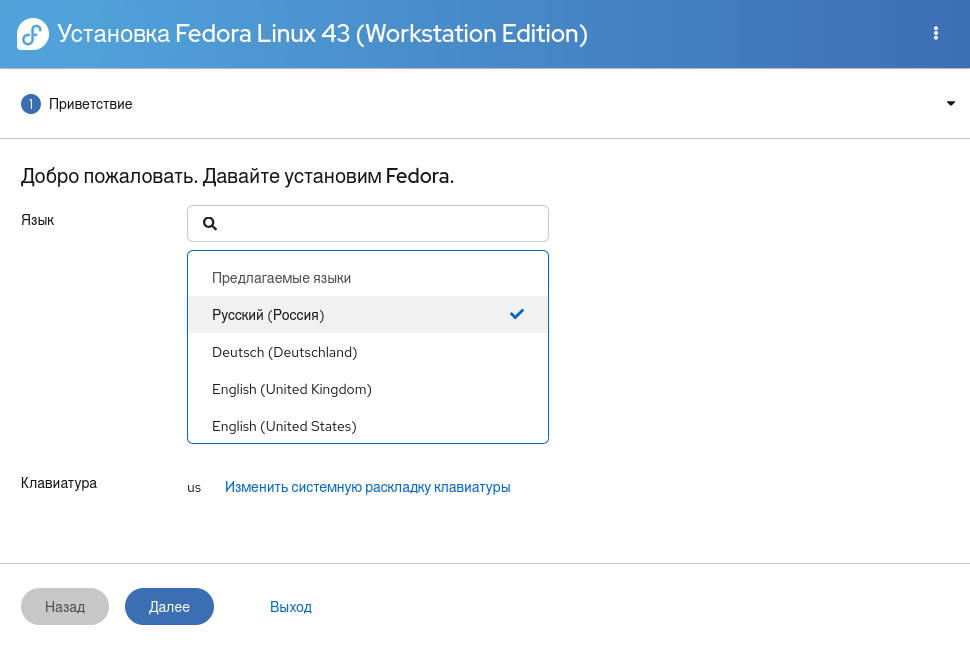 Установка Fedora Linux 43 (Workstation Edition)
1 Приветствие
Добро пожаловать. Давайте установим Fedora.
Язык
Предлагаемые языки
Русский (Россия)
Deutsch (Deutschland)
English (United Kingdom)
English (United States)
Клавиатура
us Изменить системную раскладку клавиатуры
Назад Далее Выход